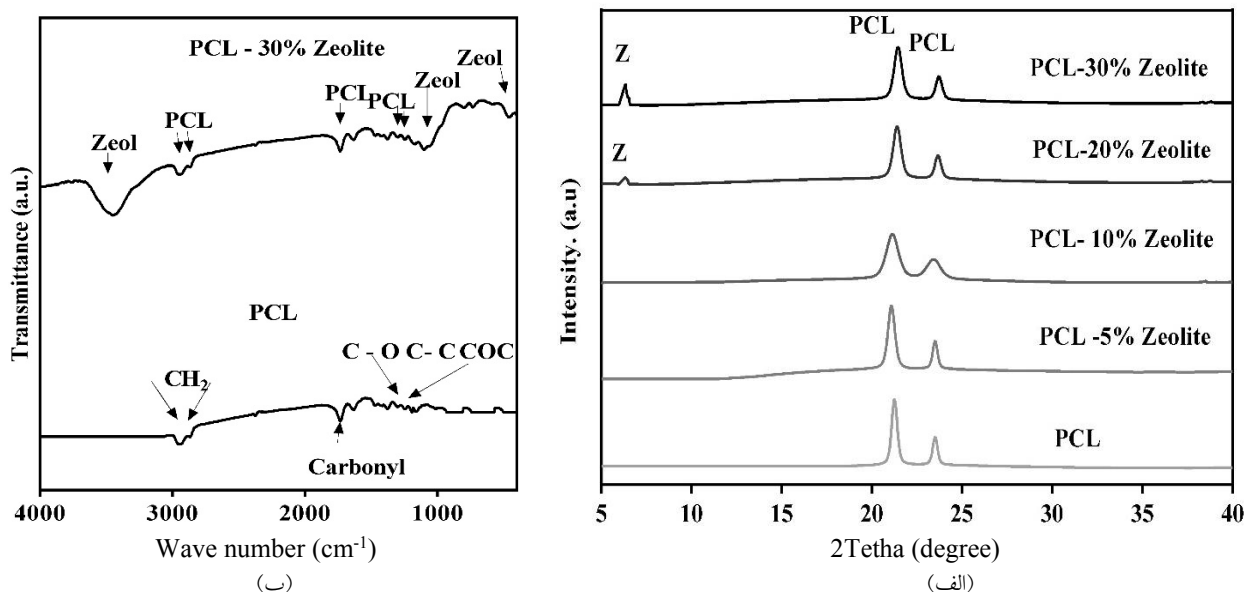 PCL - 30% Zeolite
Zeol
Zeol
PCL
PCL
PCL
Zeol
PCL
C - O C- C COC
CH₂
Carbonyl
Transmittance (a.u.)
4000
3000
2000
1000
Wave number (cm⁻¹)
(ب)
PCL
PCL
Z
PCL-30% Zeolite
Z
PCL-20% Zeolite
PCL- 10% Zeolite
PCL -5% Zeolite
PCL
Intensity. (a.u)
5
10
15
20
25
30
35
40
2Tetha (degree)
(الف)